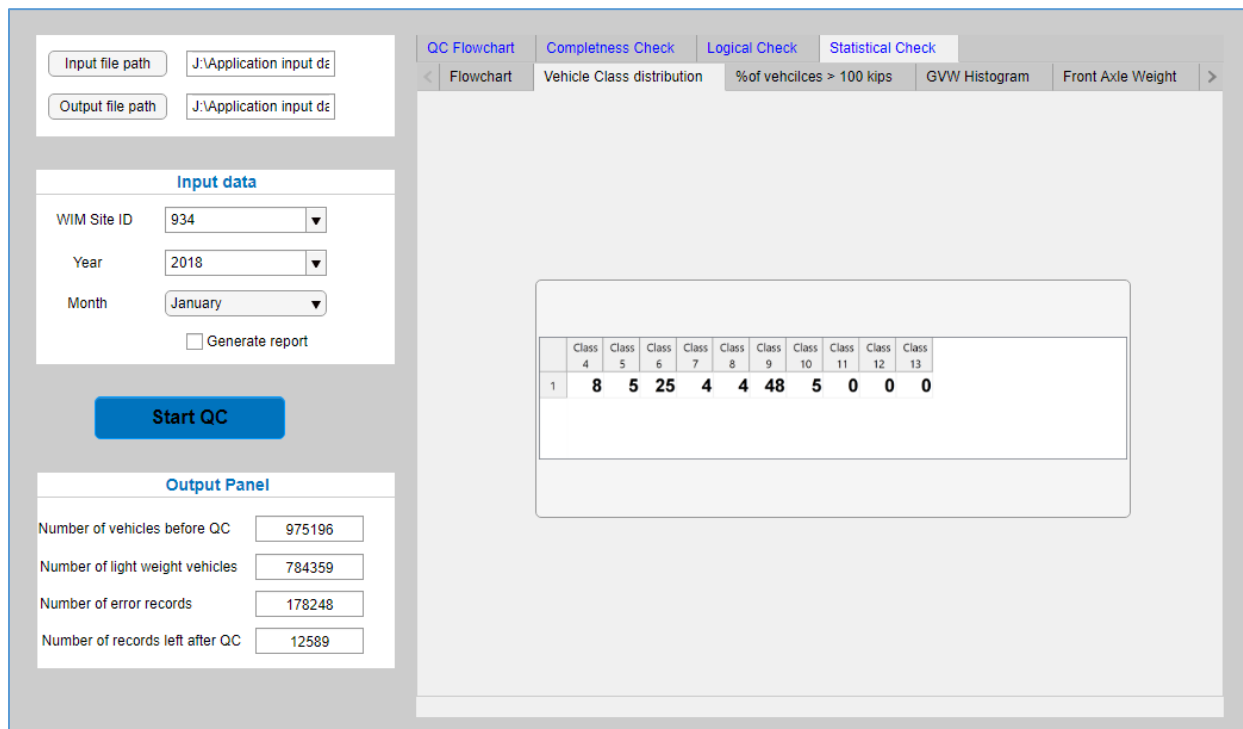 Input file path J:\Application input da
Output file path J:\Application input da
Input data
WIM Site ID 934
Year 2018
Month January
Generate report
Start QC
Output Panel
Number of vehicles before QC 975196
Number of light weight vehicles 784359
Number of error records 178248
Number of records left after QC 12589
QC Flowchart Completness Check Logical Check Statistical Check
< Flowchart Vehicle Class distribution %of vehcilces > 100 kips GVW Histogram Front Axle Weight >
Class Class Class Class Class Class Class Class Class Class
4 5 6 7 8 9 10 11 12 13
1 8 5 25 4 4 48 5 0 0 0